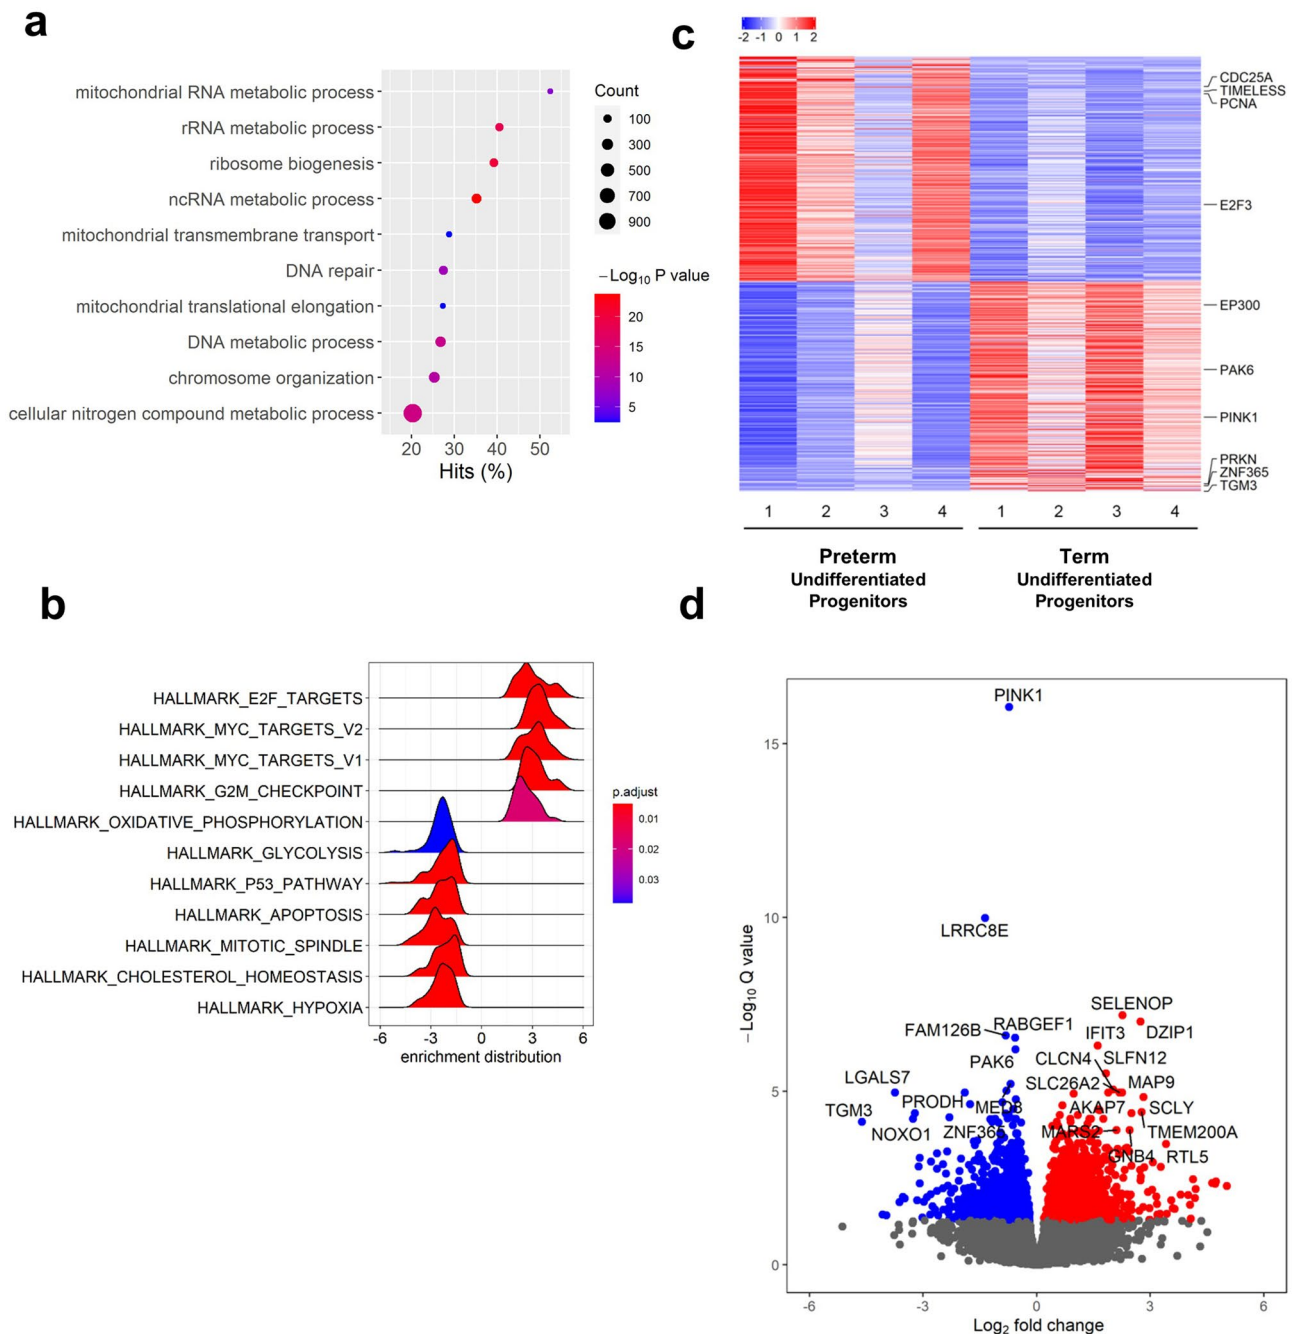 a
mitochondrial RNA metabolic process
rRNA metabolic process
ribosome biogenesis
ncRNA metabolic process
mitochondrial transmembrane transport
DNA repair
mitochondrial translational elongation
DNA metabolic process
chromosome organization
cellular nitrogen compound metabolic process
20 30 40 50
Hits (%)
Count
100
300
500
700
900
−Log10 P value
20
15
10
5
c
-2 -1 0 1 2
CDC25A
TIMELESS
PCNA
E2F3
EP300
PAK6
PINK1
PRKN
ZNF365
TGM3
1 2 3 4 1 2 3 4
Preterm
Undifferentiated
Progenitors
Term
Undifferentiated
Progenitors
b
HALLMARK_E2F_TARGETS
HALLMARK_MYC_TARGETS_V2
HALLMARK_MYC_TARGETS_V1
HALLMARK_G2M_CHECKPOINT
HALLMARK_OXIDATIVE_PHOSPHORYLATION
HALLMARK_GLYCOLYSIS
HALLMARK_P53_PATHWAY
HALLMARK_APOPTOSIS
HALLMARK_MITOTIC_SPINDLE
HALLMARK_CHOLESTEROL_HOMEOSTASIS
HALLMARK_HYPOXIA
-6 -3 0 3 6
enrichment distribution
p.adjust
0.01
0.02
0.03
d
PINK1
LRRC8E
SELENOP
FAM126B RABGEF1 IFIT3 DZIP1
PAK6 CLCN4 SLFN12
LGALS7 SLC26A2 MAP9
TGM3 PRODH MED8 AKAP7 SCLY
NOXO1 ZNF365 MARS2 TMEM200A
GNB4 RTL5
15
10
5
0
−Log10 Q value
-6 -3 0 3 6
Log2 fold change